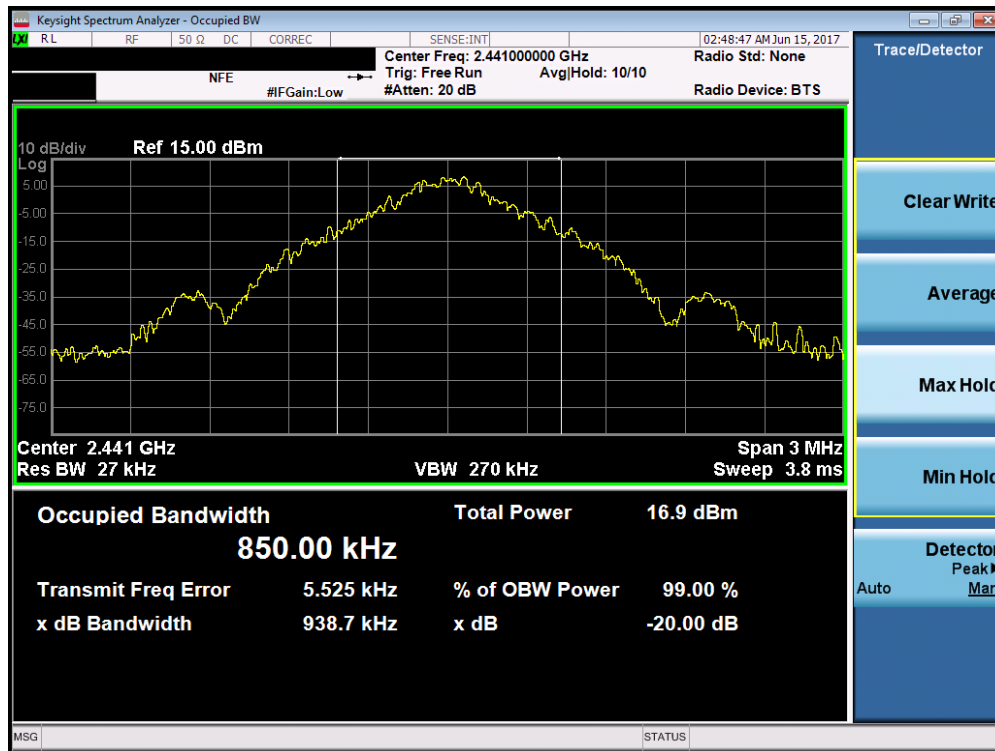 Keysight Spectrum Analyzer - Occupied BW
LXI RL RF 50 Ω DC CORREC SENSE:INT 02:48:47 AM Jun 15, 2017
Center Freq: 2.441000000 GHz Radio Std: None
NFE Trig: Free Run Avg|Hold: 10/10
#IFGain:Low #Atten: 20 dB Radio Device: BTS
10 dB/div Ref 15.00 dBm
Log
5.00
-5.00
-15.0
-25.0
-35.0
-45.0
-55.0
-65.0
-75.0
Center 2.441 GHz Span 3 MHz
Res BW 27 kHz VBW 270 kHz Sweep 3.8 ms
Occupied Bandwidth Total Power 16.9 dBm
850.00 kHz
Transmit Freq Error 5.525 kHz % of OBW Power 99.00 %
x dB Bandwidth 938.7 kHz x dB -20.00 dB
MSG STATUS
Trace/Detector
Clear Write
Average
Max Hold
Min Hold
Detector
Peak
Auto Man